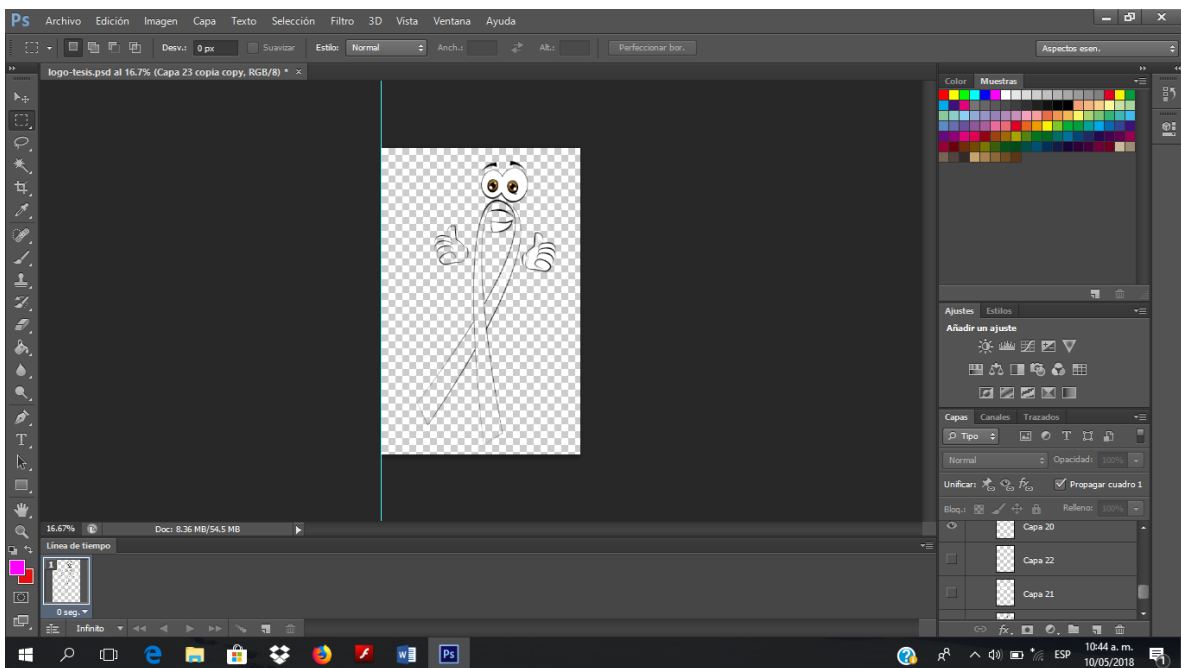 Ps Archivo Edición Imagen Capa Texto Selección Filtro 3D Vista Ventana Ayuda
Desv.: 0 px Suavizar Estilo: Normal Anch.: Alt.: Perfeccionar bor. Aspectos esen.
logo-tesis.psd al 16.7% (Capa 23 copia copy, RGB/8) * ×
Color Muestras
Ajustes Estilos
Añadir un ajuste
Capas Canales Trazados
Tipo
Normal Opacidad: 100%
Unificar: Propagar cuadro 1
Bloq.: Relleno: 100%
Capa 20
Capa 22
Capa 21
fx
16.67% Doc: 8.36 MB/54.5 MB
Línea de tiempo
1
0 seg.
Infinito
Ps
ESP
10:44 a. m.
10/05/2018